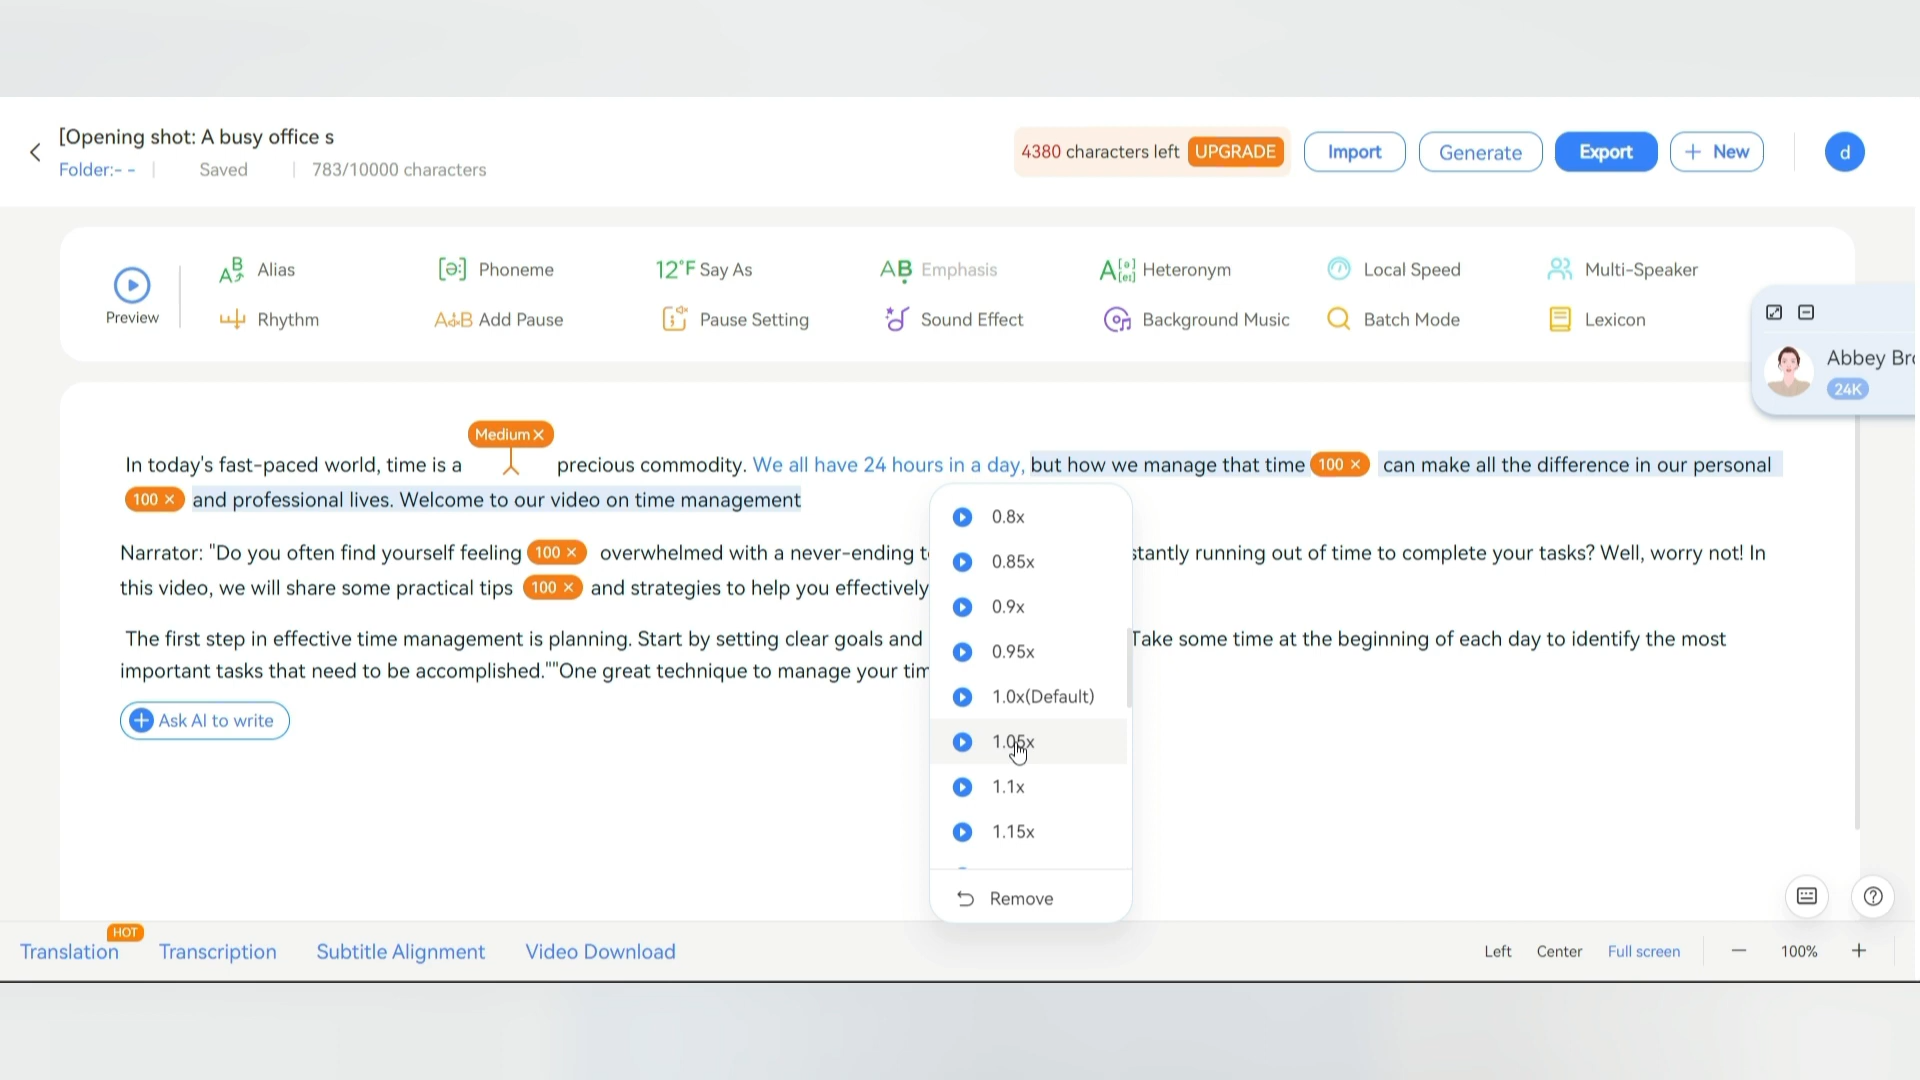 [Opening shot: A busy office s
Folder:- -
Saved
783/10000 characters
4380 characters left UPGRADE
Import
Generate
Export
+ New
d
Preview
Alias
Phoneme
12°F Say As
Emphasis
Heteronym
Local Speed
Multi-Speaker
Rhythm
Add Pause
Pause Setting
Sound Effect
Background Music
Batch Mode
Lexicon
Abbey Bro
24K
Medium ×
In today's fast-paced world, time is a precious commodity. We all have 24 hours in a day, but how we manage that time 100 × can make all the difference in our personal
100 × and professional lives. Welcome to our video on time management
Narrator: "Do you often find yourself feeling 100 × overwhelmed with a never-ending t stantly running out of time to complete your tasks? Well, worry not! In
this video, we will share some practical tips 100 × and strategies to help you effectively
The first step in effective time management is planning. Start by setting clear goals and Take some time at the beginning of each day to identify the most
important tasks that need to be accomplished.""One great technique to manage your tim
Ask AI to write
0.8x
0.85x
0.9x
0.95x
1.0x(Default)
1.05x
1.1x
1.15x
Remove
HOT
Translation
Transcription
Subtitle Alignment
Video Download
Left
Center
Full screen
100%